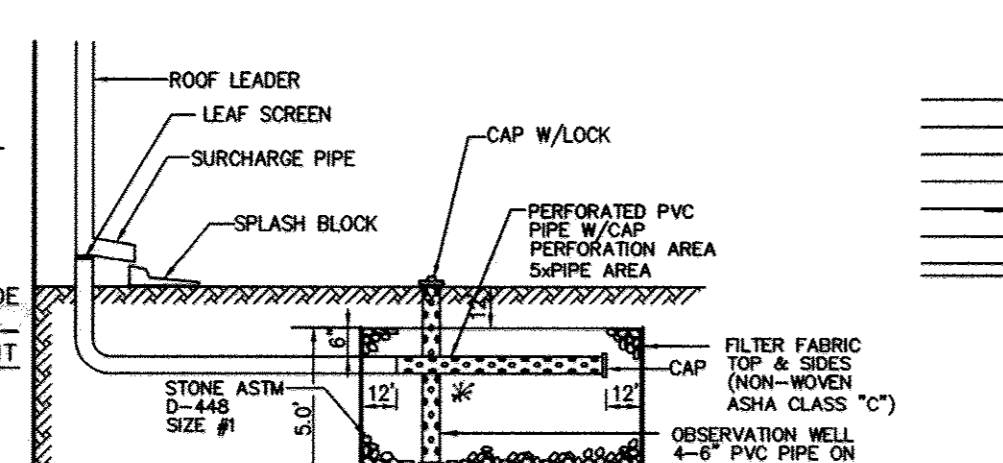 ROOF LEADER
LEAF SCREEN
SURCHARGE PIPE
SPLASH BLOCK
CAP W/LOCK
PERFORATED PVC
PIPE W/CAP
PERFORATION AREA
5xPIPE AREA
DE
IT
12"
6"
5.0'
STONE ASTM
D-448
SIZE #1
12'
12'
CAP
FILTER FABRIC
TOP & SIDES
(NON-WOVEN
ASHA CLASS "C")
OBSERVATION WELL
4-6" PVC PIPE ON